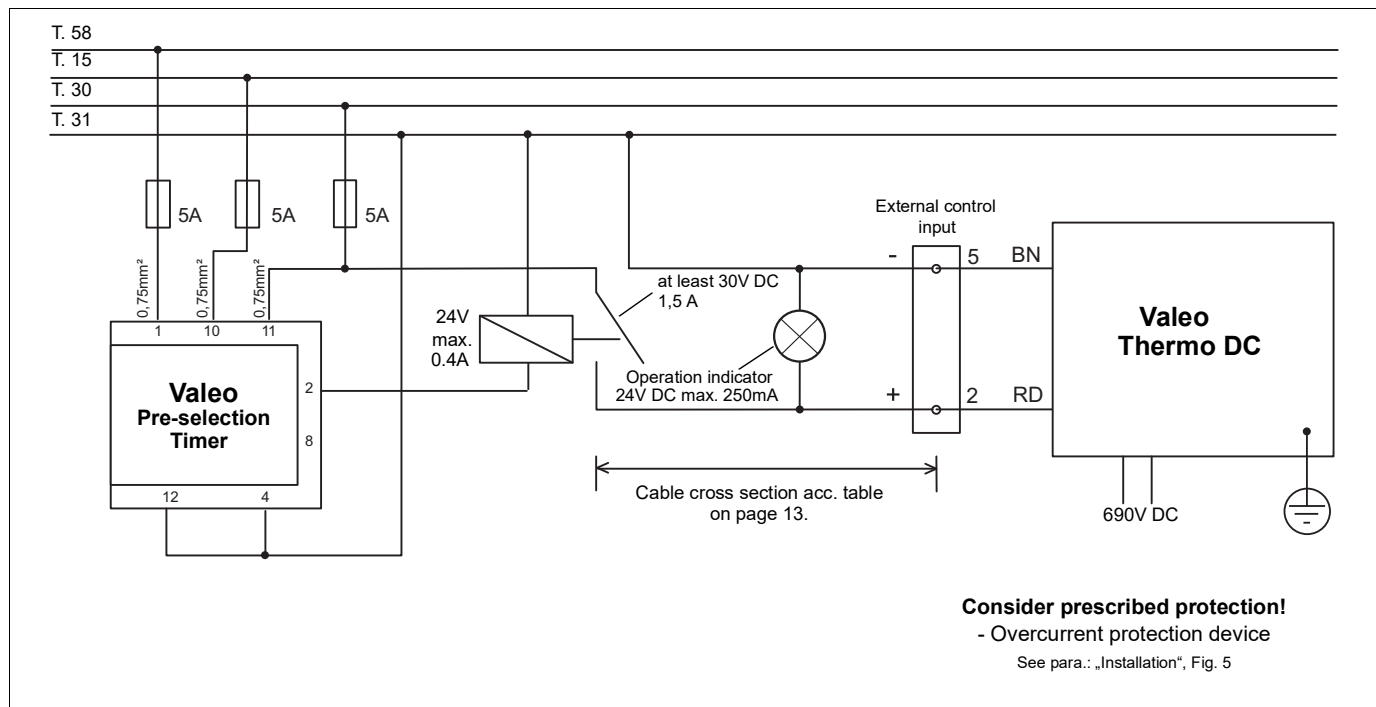 T. 58
T. 15
T. 30
T. 31
5A
5A
5A
0,75mm²
0,75mm²
0,75mm²
1
10
11
Valeo
Pre-selection
Timer
2
8
12
4
24V
max.
0.4A
at least 30V DC
1,5 A
Operation indicator
24V DC max. 250mA
External control
input
-
5
BN
+
2
RD
Cable cross section acc. table
on page 13.
Valeo
Thermo DC
690V DC
-
Consider prescribed protection!
- Overcurrent protection device
See para.: „Installation“, Fig. 5